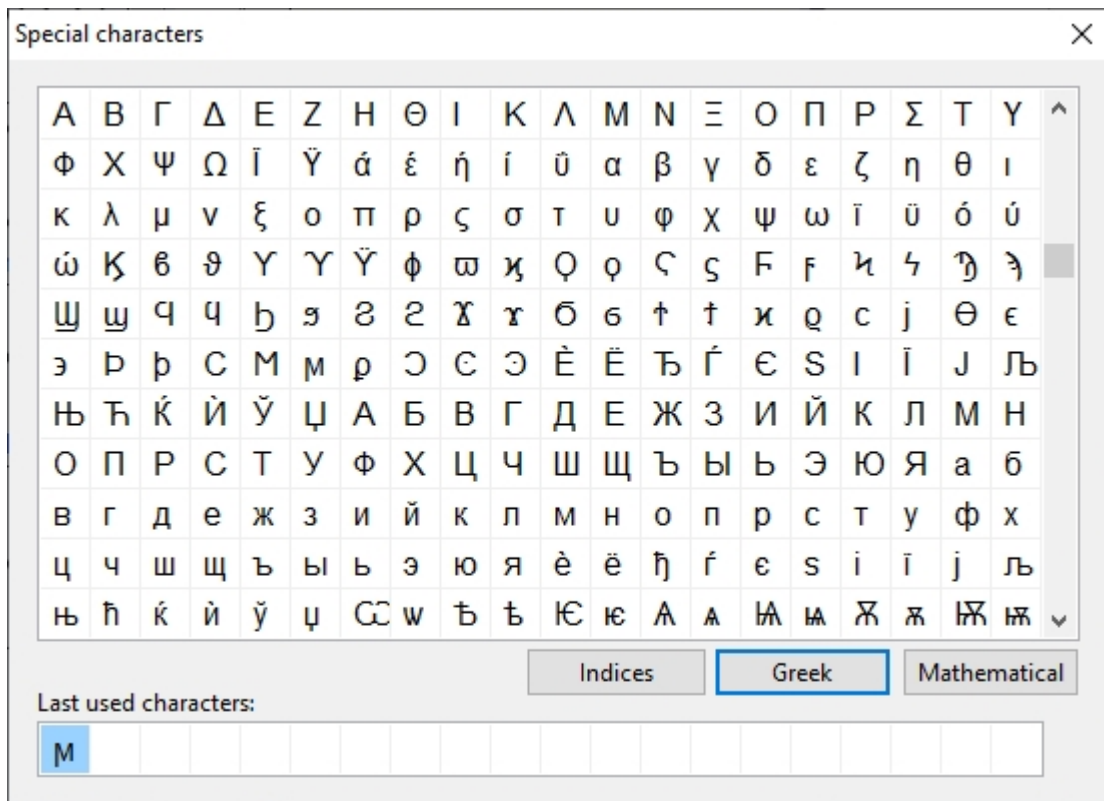 Special characters
Α Β Γ Δ Ε Ζ Η Θ Ι Κ Λ Μ Ν Ξ Ο Π Ρ Σ Τ Υ
Φ Χ Ψ Ω Ϊ Ϋ ά έ ή ί ΰ α β γ δ ε ζ η θ ι
κ λ μ ν ξ ο π ρ ς σ τ υ φ χ ψ ω ϊ ϋ ό ύ
ώ Ϗ ϐ ϑ ϒ ϓ ϔ ϕ ϖ ϗ Ϙ ϙ Ϛ ϛ Ϝ ϝ Ϟ ϟ Ϡ ϡ
Ϣ ϣ Ϥ ϥ Ϧ ϧ Ϩ ϩ Ϫ ϫ Ϭ ϭ Ϯ ϯ ϰ ϱ ϲ ϳ ϴ ϵ
϶ Ϸ ϸ Ϲ Ϻ ϻ ϼ Ͻ Ͼ Ͽ Ѐ Ё Ђ Ѓ Є Ѕ І Ї Ј Љ
Њ Ћ Ќ Ѝ Ў Џ А Б В Г Д Е Ж З И Й К Л М Н
О П Р С Т У Ф Х Ц Ч Ш Щ Ъ Ы Ь Э Ю Я а б
в г д е ж з и й к л м н о п р с т у ф х
ц ч ш щ ъ ы ь э ю я ѐ ё ђ ѓ є ѕ і ї ј љ
њ ћ ќ ѝ ў џ Ѡ ѡ Ѣ ѣ Ѥ ѥ Ѧ ѧ Ѩ ѩ Ѫ ѫ Ѭ ѭ
Indices Greek Mathematical
Last used characters:
ϻ